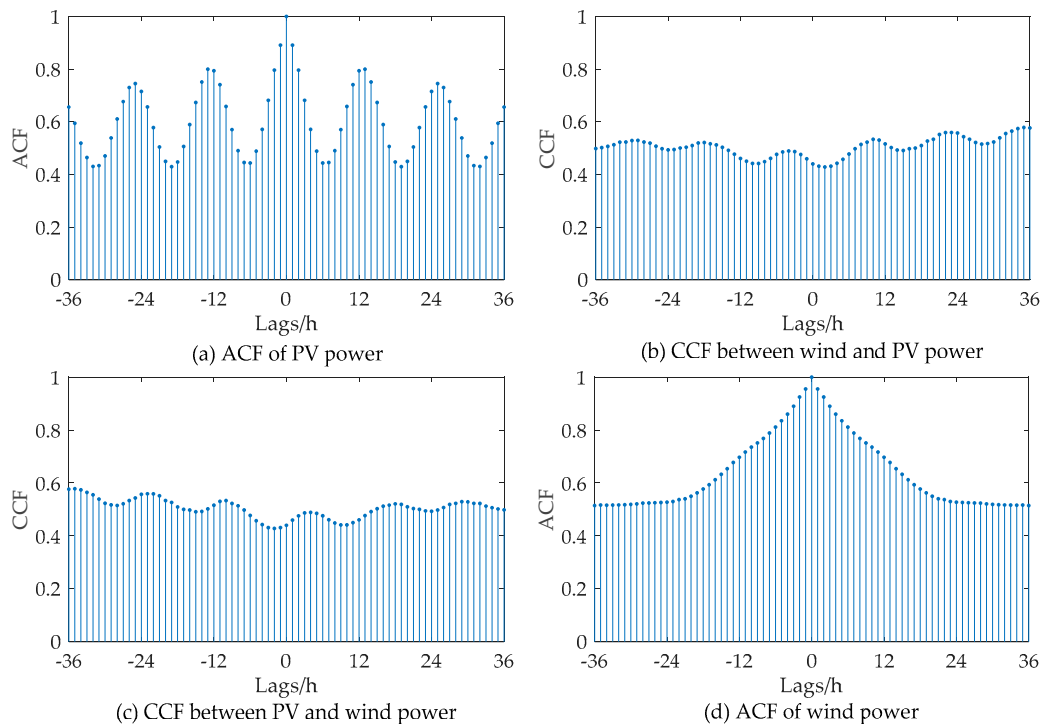 1
0.8
0.6
0.4
0.2
0
ACF
-36 -24 -12 0 12 24 36
Lags/h
(a) ACF of PV power
1
0.8
0.6
0.4
0.2
0
CCF
-36 -24 -12 0 12 24 36
Lags/h
(b) CCF between wind and PV power
1
0.8
0.6
0.4
0.2
0
CCF
-36 -24 -12 0 12 24 36
Lags/h
(c) CCF between PV and wind power
1
0.8
0.6
0.4
0.2
0
ACF
-36 -24 -12 0 12 24 36
Lags/h
(d) ACF of wind power